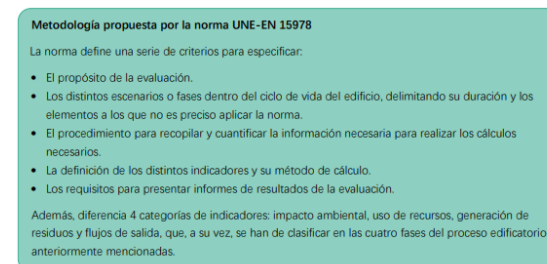 Metodología propuesta por la norma UNE-EN 15978
La norma define una serie de criterios para especificar:
• El propósito de la evaluación.
• Los distintos escenarios o fases dentro del ciclo de vida del edificio, delimitando su duración y los
elementos a los que no es preciso aplicar la norma.
• El procedimiento para recopilar y cuantificar la información necesaria para realizar los cálculos
necesarios.
• La definición de los distintos indicadores y su método de cálculo.
• Los requisitos para presentar informes de resultados de la evaluación.
Además, diferencia 4 categorías de indicadores: impacto ambiental, uso de recursos, generación de
residuos y flujos de salida, que, a su vez, se han de clasificar en las cuatro fases del proceso edificatorio
anteriormente mencionadas.